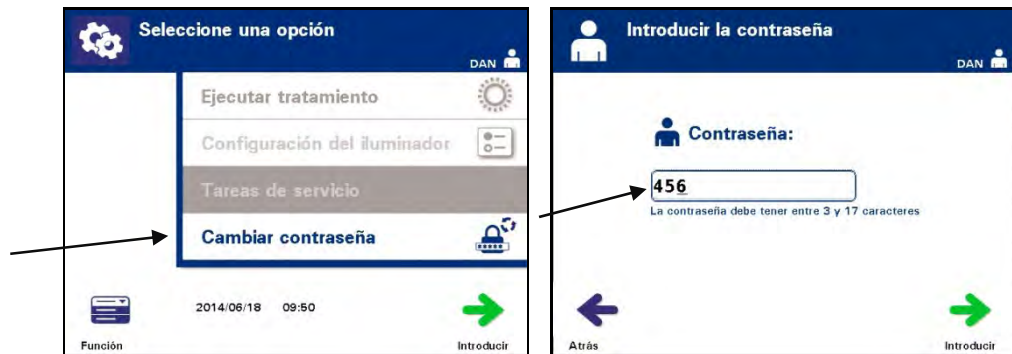 Seleccione una opción
DAN
Ejecutar tratamiento
Configuración del iluminador
Tareas de servicio
Cambiar contraseña
2014/06/18 09:50
Función
Introducir
Introducir la contraseña
DAN
Contraseña:
456
La contraseña debe tener entre 3 y 17 caracteres
Atrás
Introducir